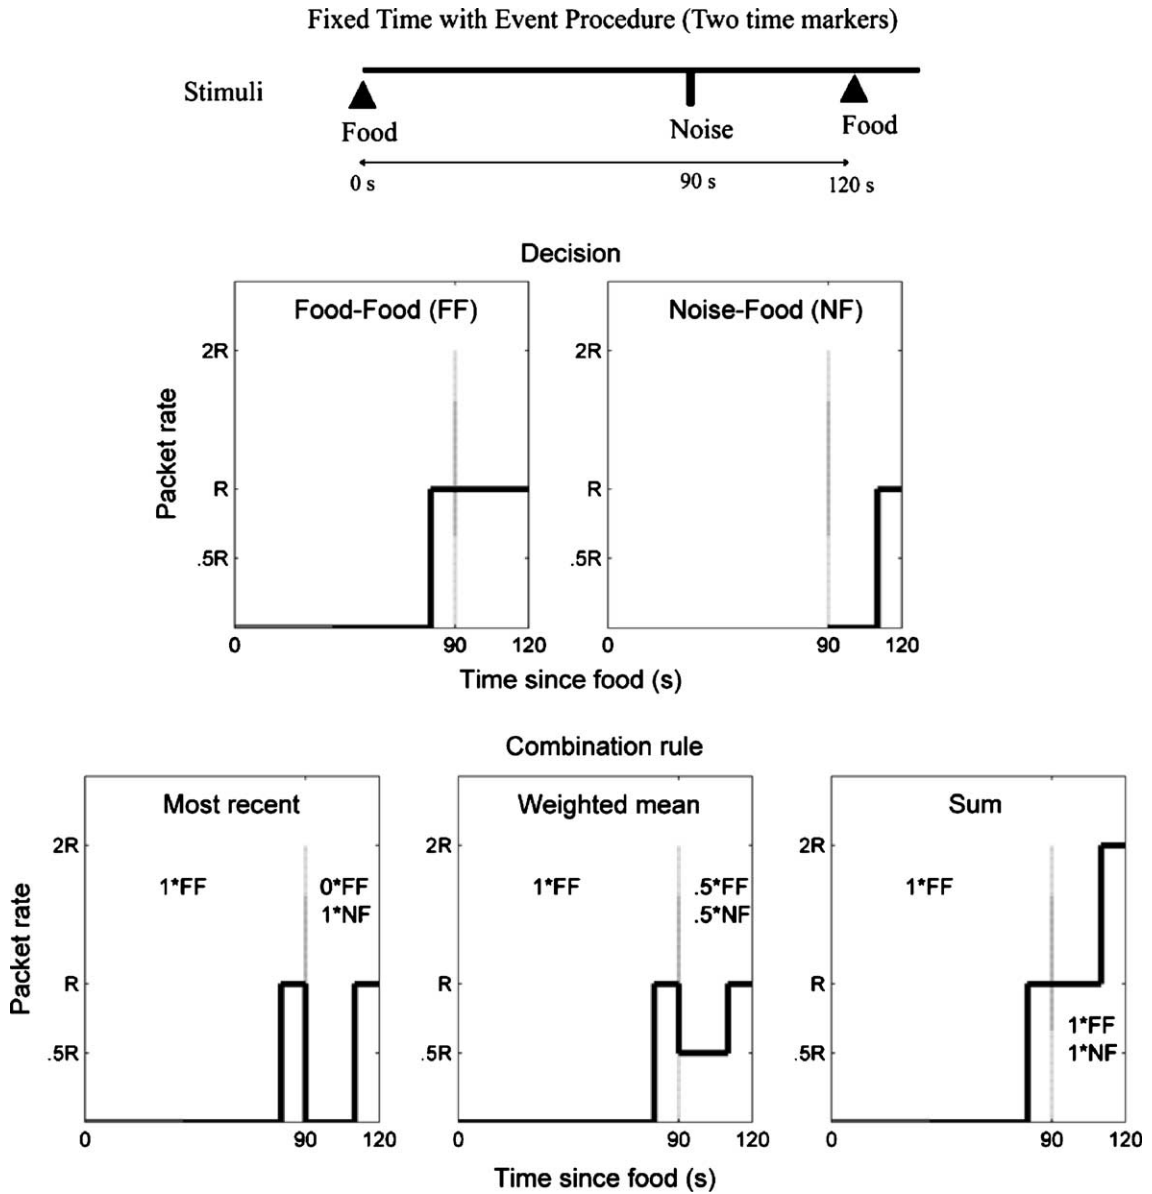 Fixed Time with Event Procedure (Two time markers)
Stimuli
Food
Noise
Food
0 s
90 s
120 s
Decision
Food-Food (FF)
Noise-Food (NF)
Packet rate
2R
R
.5R
0
90
120
2R
R
.5R
0
90
120
Time since food (s)
Combination rule
Most recent
Weighted mean
Sum
Packet rate
2R
R
.5R
1*FF
0*FF
1*NF
0
90
120
2R
R
.5R
1*FF
.5*FF
.5*NF
0
90
120
2R
R
.5R
1*FF
1*FF
1*NF
0
90
120
Time since food (s)